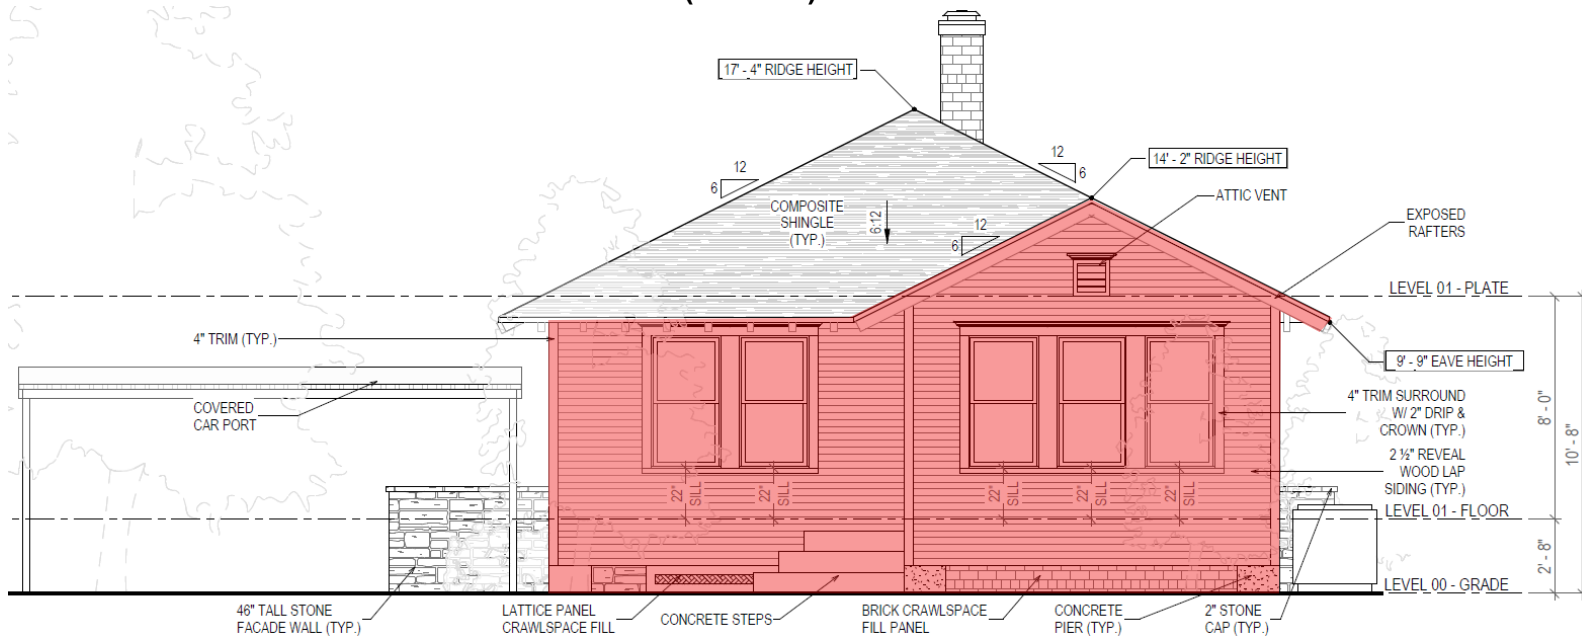 17' - 4" RIDGE HEIGHT
12
6
12
6
14' - 2" RIDGE HEIGHT
ATTIC VENT
COMPOSITE
SHINGLE
(TYP.)
6:12
12
6
EXPOSED
RAFTERS
LEVEL 01 - PLATE
4" TRIM (TYP.)
9' - 9" EAVE HEIGHT
COVERED
CAR PORT
4" TRIM SURROUND
W/ 2" DRIP &
CROWN (TYP.)
8' - 0"
10' - 8"
2 ½" REVEAL
WOOD LAP
SIDING (TYP.)
22"
SILL
22"
SILL
22"
SILL
22"
SILL
22"
SILL
LEVEL 01 - FLOOR
2' - 8"
LEVEL 00 - GRADE
46" TALL STONE
FACADE WALL (TYP.)
LATTICE PANEL
CRAWLSPACE FILL
CONCRETE STEPS
BRICK CRAWLSPACE
FILL PANEL
CONCRETE
PIER (TYP.)
2" STONE
CAP (TYP.)